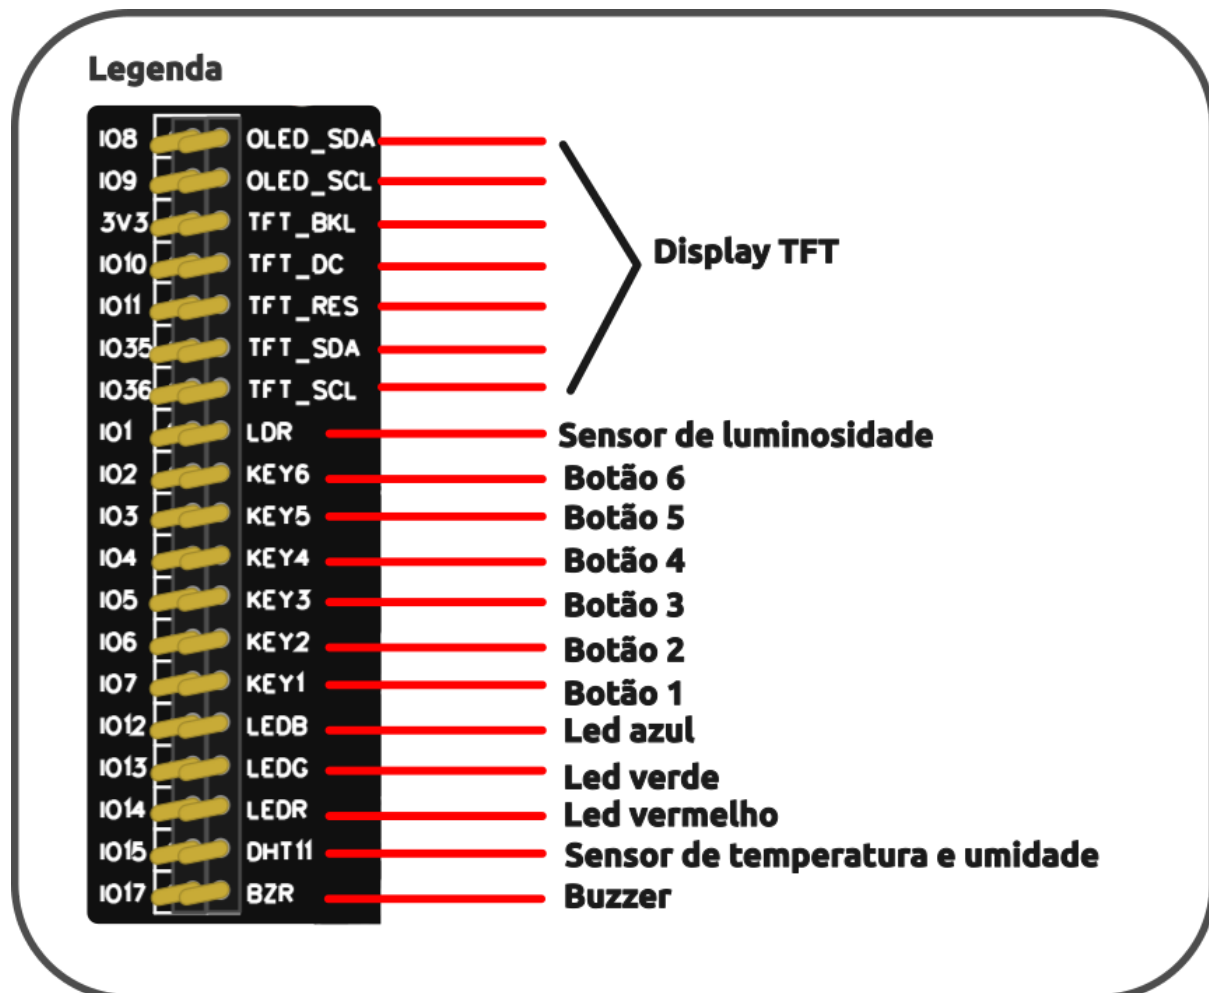 Legenda
IO8 OLED_SDA
IO9 OLED_SCL
3V3 TFT_BKL
Display TFT
IO10 TFT_DC
IO11 TFT_RES
IO35 TFT_SDA
IO36 TFT_SCL
IO1 LDR Sensor de luminosidade
IO2 KEY6 Botão 6
IO3 KEY5 Botão 5
IO4 KEY4 Botão 4
IO5 KEY3 Botão 3
IO6 KEY2 Botão 2
IO7 KEY1 Botão 1
IO12 LEDB Led azul
IO13 LEDG Led verde
IO14 LEDR Led vermelho
IO15 DHT11 Sensor de temperatura e umidade
IO17 BZR Buzzer